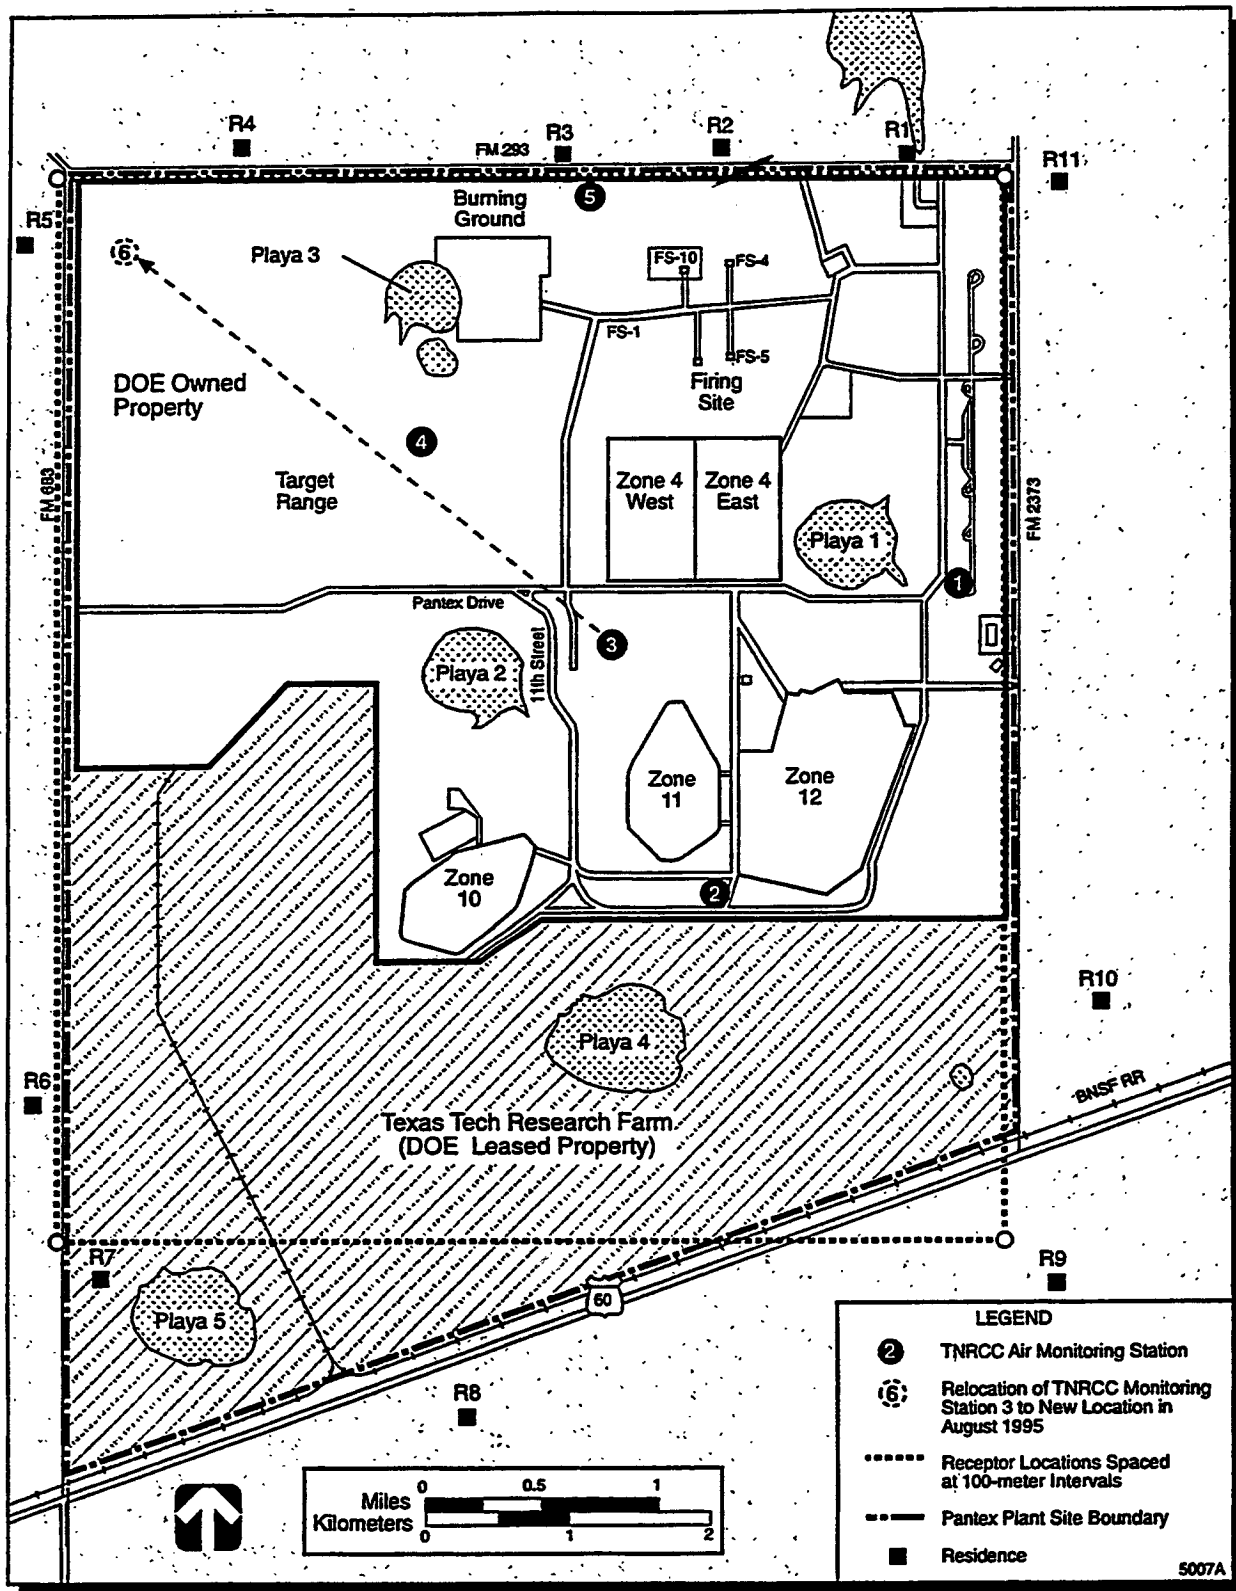 R4
R3
R2
R1
FM 293
R11
5
Burning
Ground
R5
6
Playa 3
FS-10
FS-4
FS-1
FS-5
DOE Owned
Property
Firing
Site
4
Target
Range
FM 683
Zone 4
West
Zone 4
East
FM 2373
Playa 1
1
Pantex Drive
11th Street
3
Playa 2
Zone
11
Zone
12
Zone
10
2
R10
Playa 4
R6
BNSF RR
Texas Tech Research Farm
(DOE Leased Property)
R7
R9
Playa 5
60
R8
LEGEND
2 TNRCC Air Monitoring Station
6 Relocation of TNRCC Monitoring
Station 3 to New Location in
August 1995
Receptor Locations Spaced
at 100-meter Intervals
Pantex Plant Site Boundary
Residence
0 0.5 1
Miles
Kilometers
0 1 2
5007A